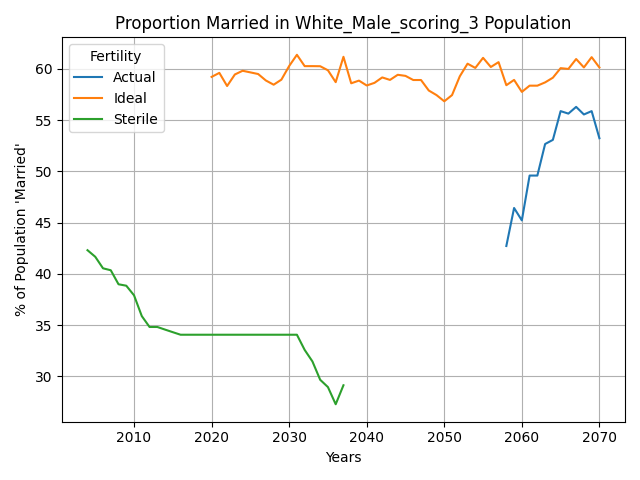 Proportion Married in White_Male_scoring_3 Population
Fertility
Actual
Ideal
Sterile
% of Population 'Married'
60
55
50
45
40
35
30
2010
2020
2030
2040
2050
2060
2070
Years